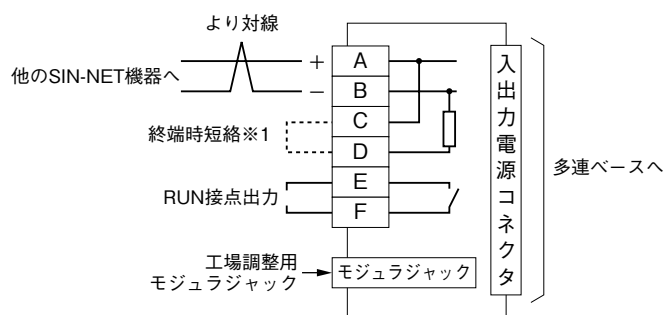 より対線
他のSIN-NET機器へ
+
−
A
B
C
D
E
F
終端時短絡※1
RUN接点出力
工場調整用
モジュラジャック
モジュラジャック
入出力電源コネクタ
多連ベースへ